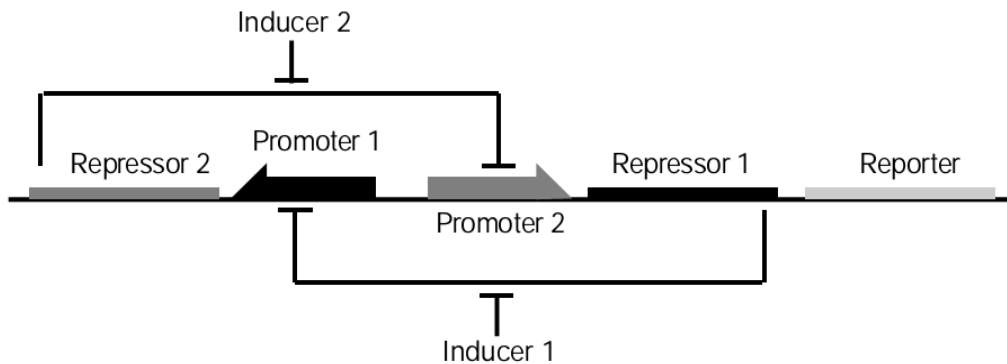 Inducer 2
Promoter 1
Repressor 2
Repressor 1
Reporter
Promoter 2
Inducer 1